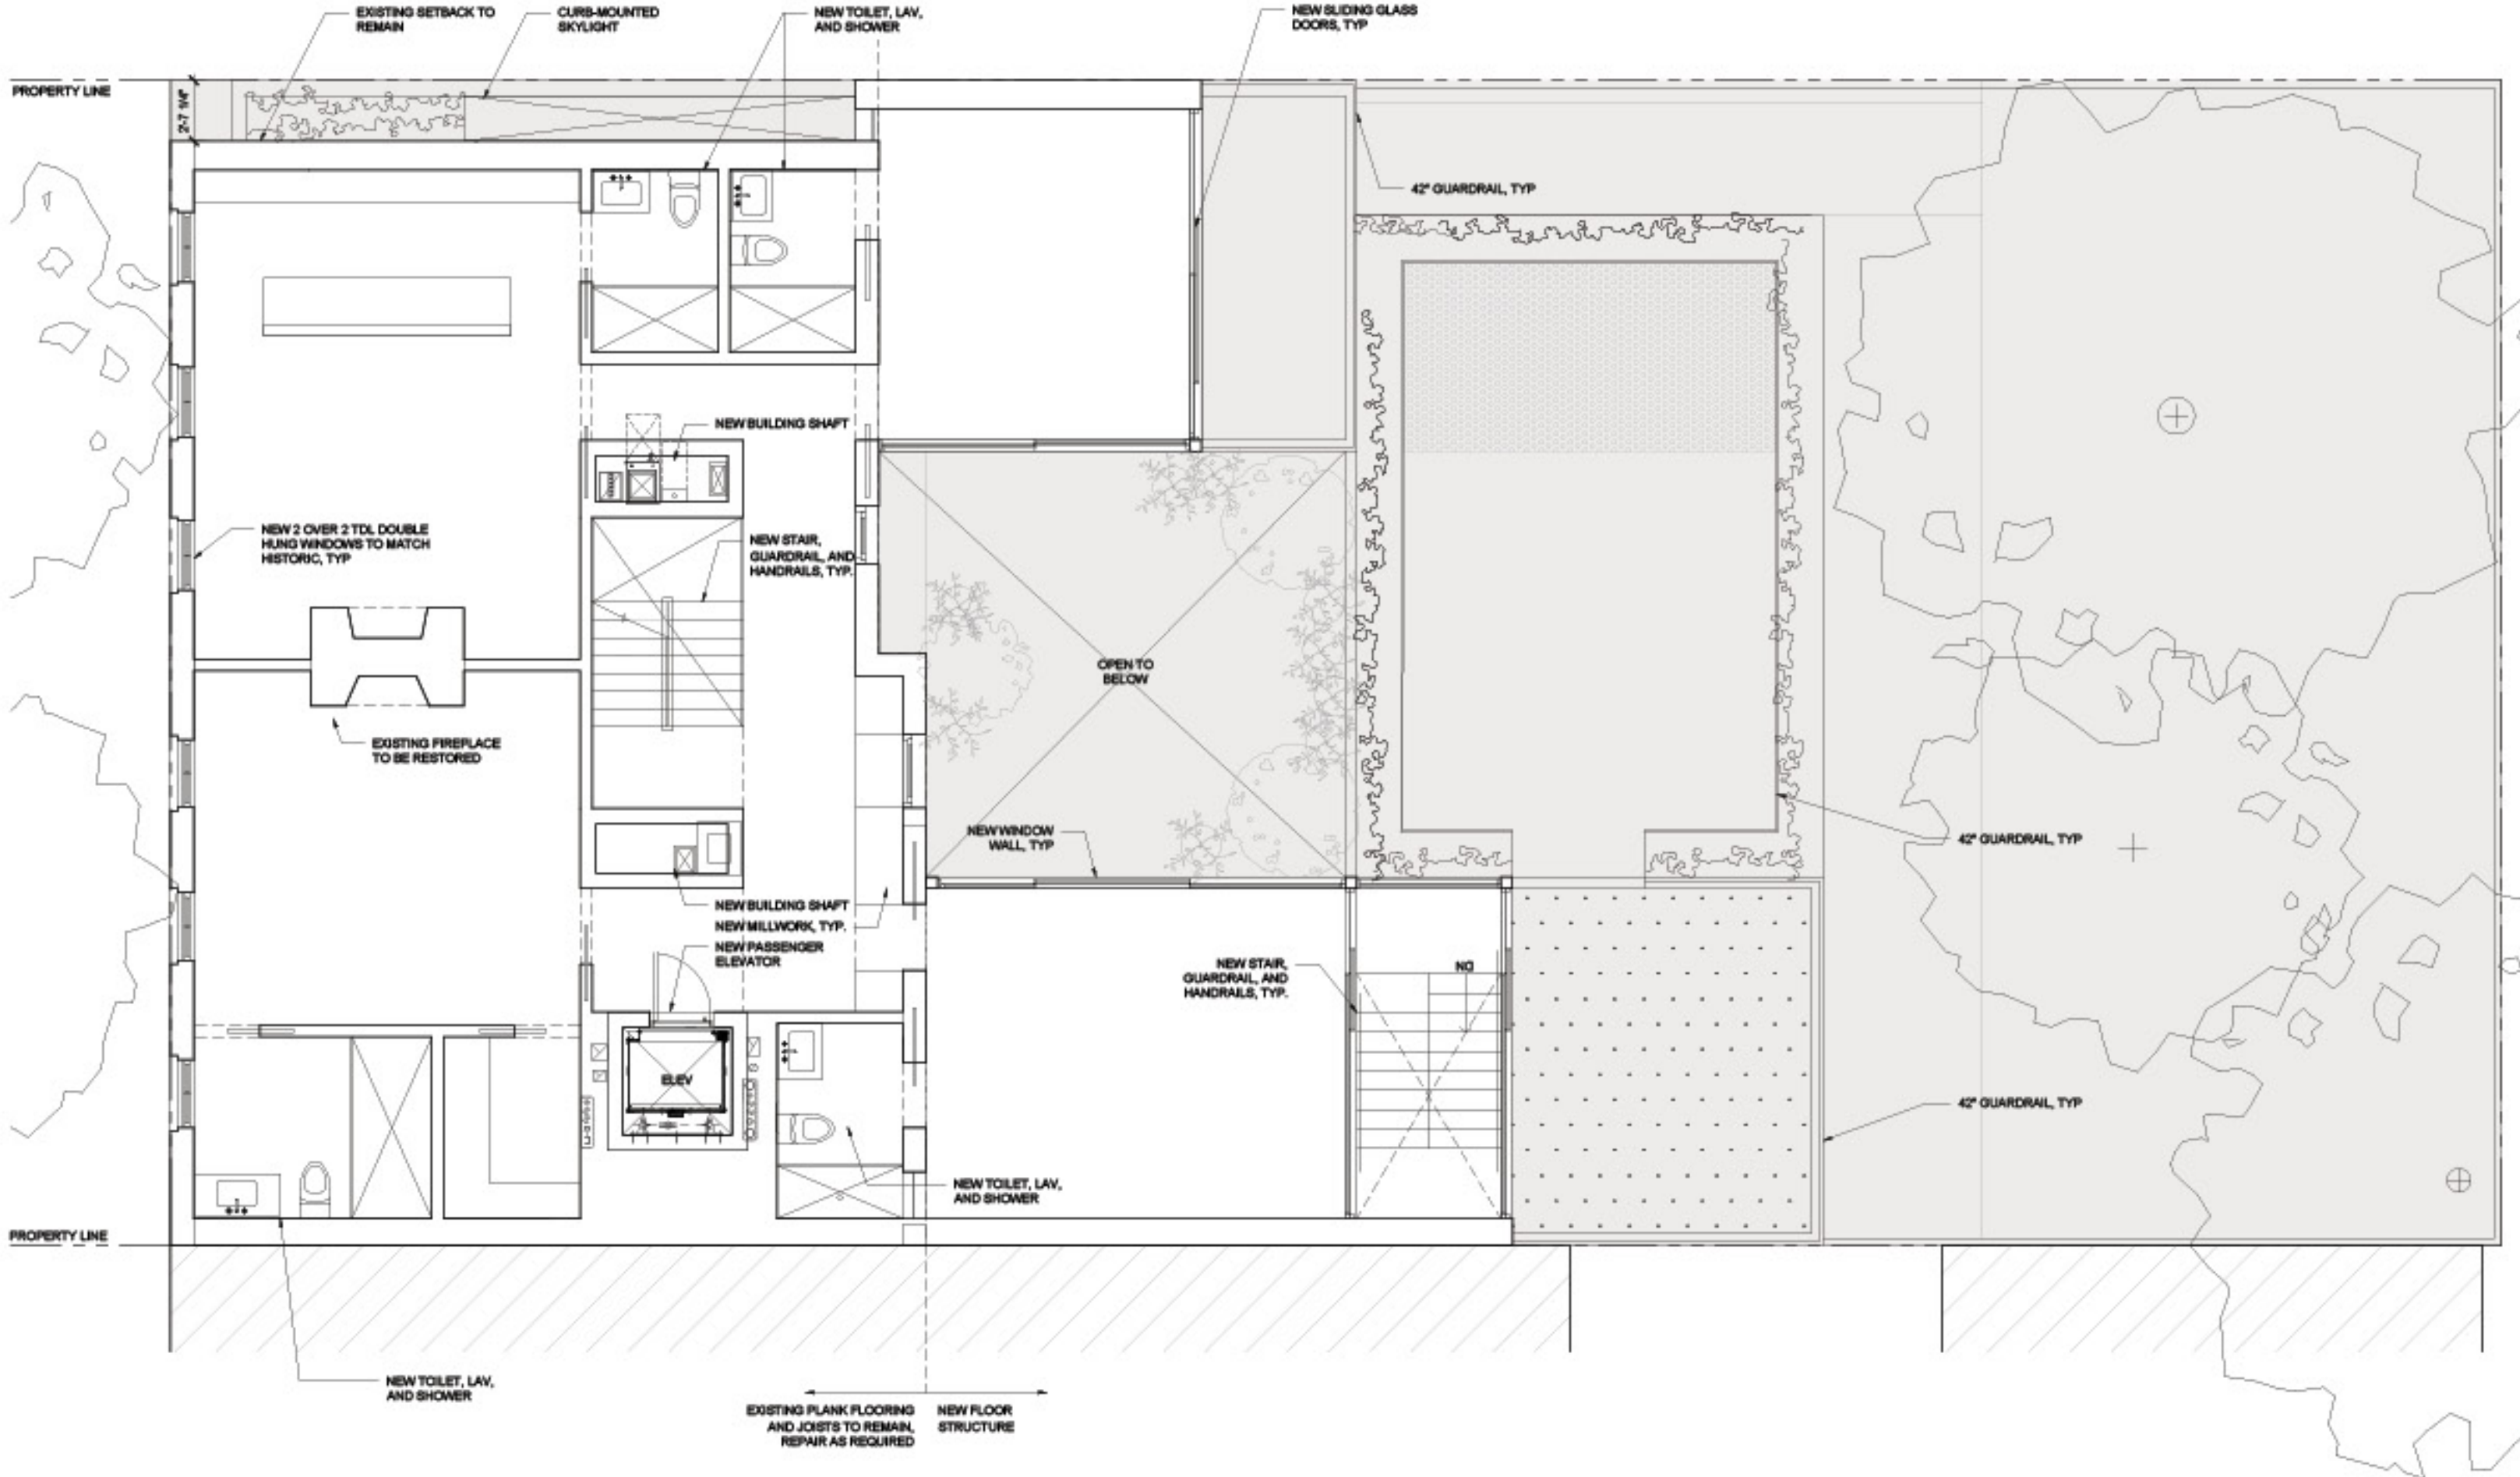 EXISTING SETBACK TO
REMAIN
CURB-MOUNTED
SKYLIGHT
NEW TOILET, LAV,
AND SHOWER
NEW SLIDING GLASS
DOORS, TYP
PROPERTY LINE
2'-7 1/4"
42" GUARDRAIL, TYP
NEW BUILDING SHAFT
NEW 2 OVER 2 TDL DOUBLE
HUNG WINDOWS TO MATCH
HISTORIC, TYP
NEW STAIR,
GUARDRAIL, AND
HANDRAILS, TYP.
OPEN TO
BELOW
EXISTING FIREPLACE
TO BE RESTORED
NEW WINDOW
WALL, TYP
42" GUARDRAIL, TYP
NEW BUILDING SHAFT
NEW MILLWORK, TYP.
NEW PASSENGER
ELEVATOR
NEW STAIR,
GUARDRAIL, AND
HANDRAILS, TYP.
DN
ELEV
42" GUARDRAIL, TYP
NEW TOILET, LAV,
AND SHOWER
PROPERTY LINE
NEW TOILET, LAV,
AND SHOWER
EXISTING PLANK FLOORING
AND JOISTS TO REMAIN,
REPAIR AS REQUIRED
NEW FLOOR
STRUCTURE